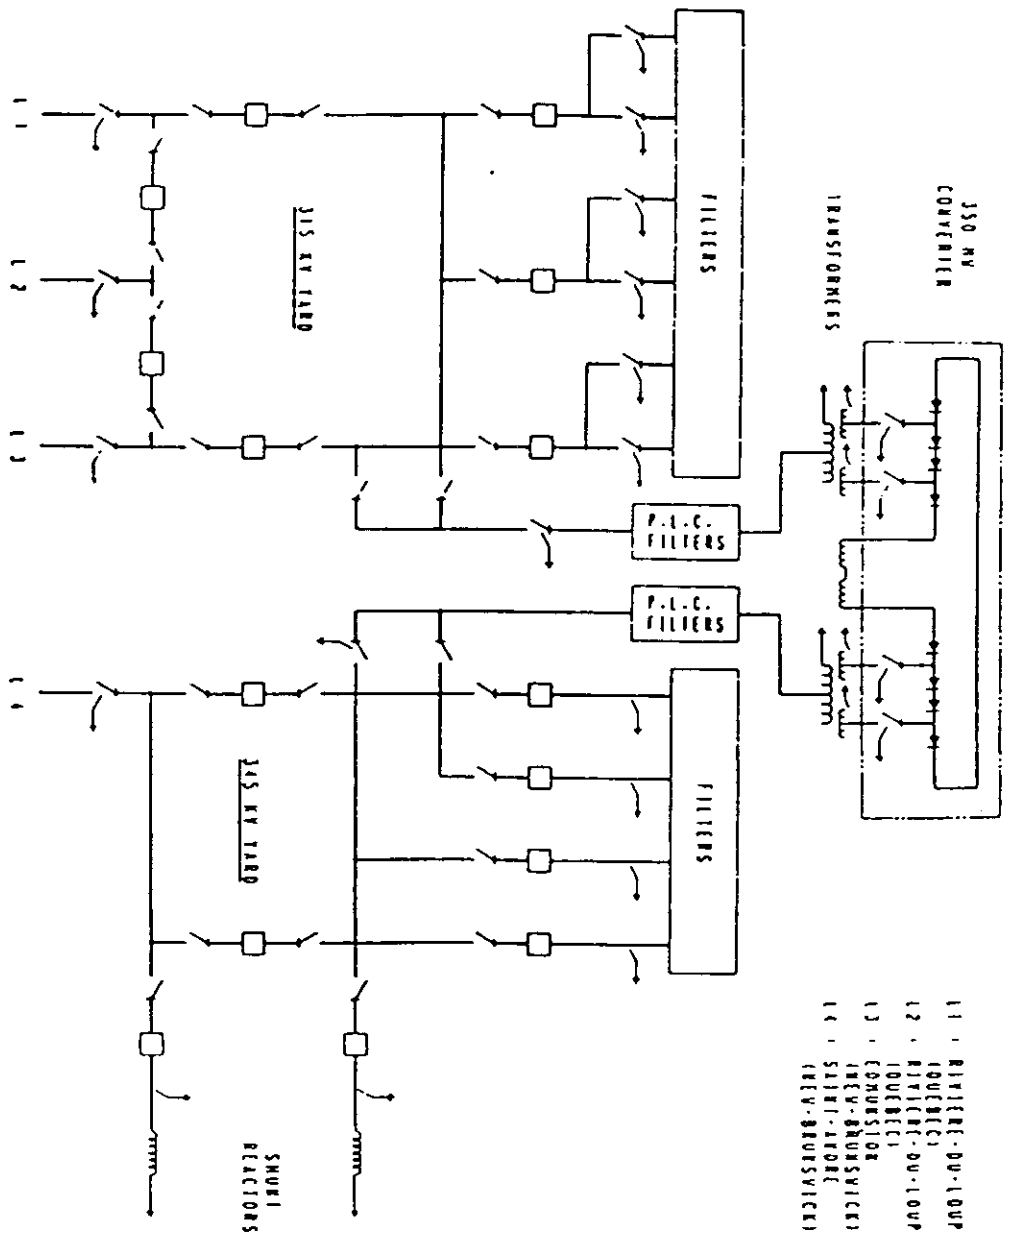 350 MW
CONVERTER
TRANSFORMERS
FILTERS
315 KV YARD
L1
L2
L3
P.L.C.
FILTERS
P.L.C.
FILTERS
L4
345 KV YARD
FILTERS
SHUNT
REACTORS
L1 : RIVIERE-DU-LOUP
(QUEBEC)
L2 : RIVIERE-DU-LOUP
(QUEBEC)
L3 : EDMUNSTON
(NEW-BRUNSWICK)
L4 : SAINT-ANDRE
(NEW-BRUNSWICK)